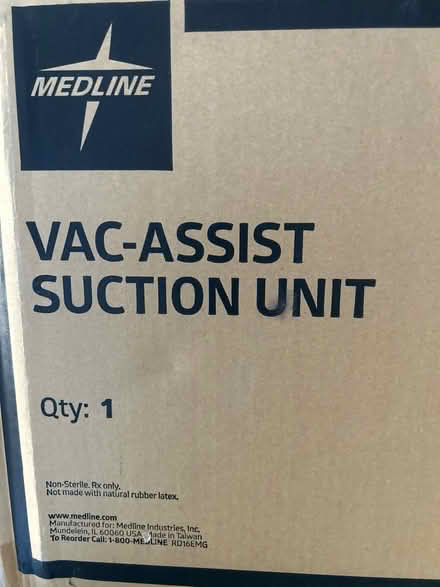 MEDLINE
VAC-ASSIST
SUCTION UNIT
Qty: 1
Non-Sterile. Rx only.
Not made with natural rubber latex.
www.medline.com
Manufactured for: Medline Industries, Inc.
Mundelein, IL 60060 USA Made in Taiwan
To Reorder Call: 1-800-MEDLINE RD16EMG